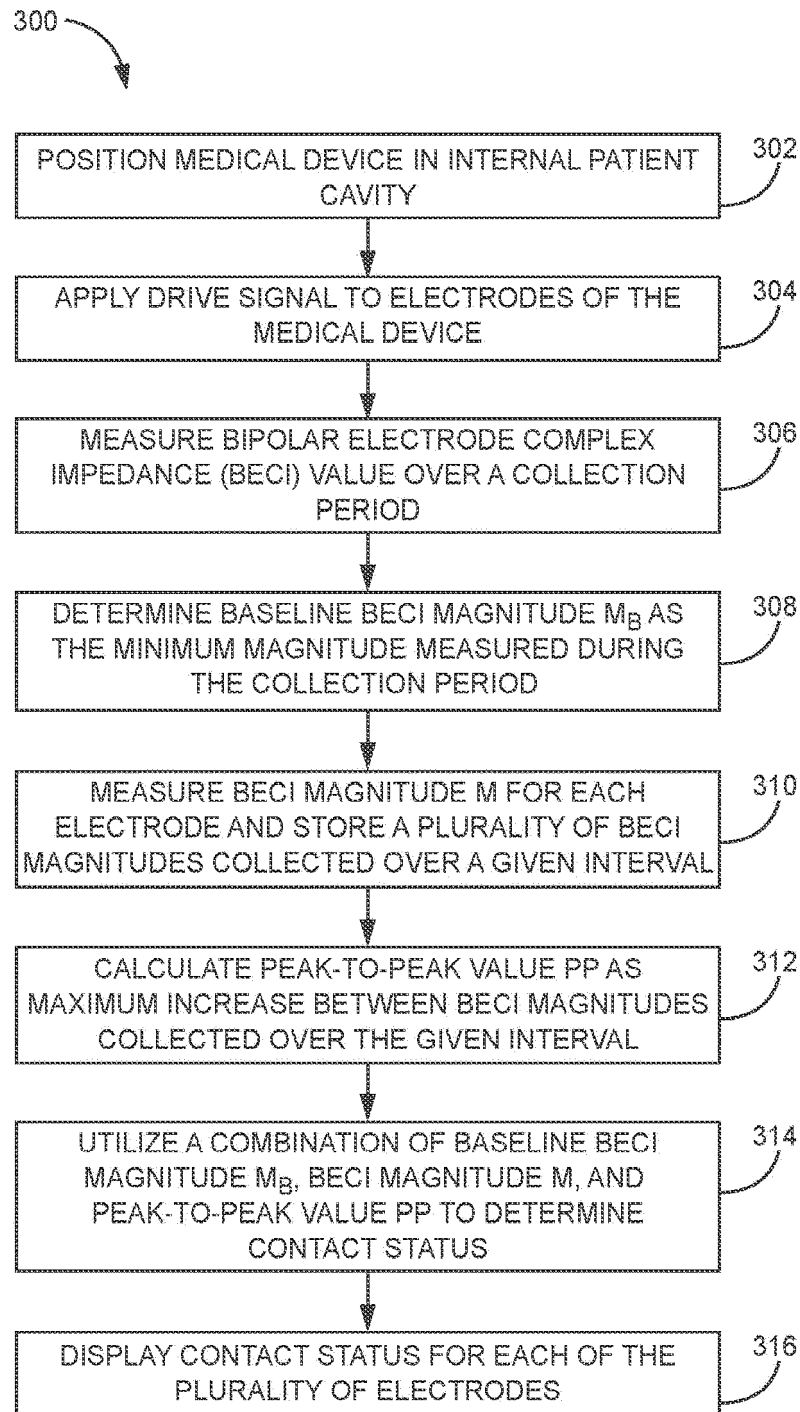 300
POSITION MEDICAL DEVICE IN INTERNAL PATIENT
CAVITY
302
APPLY DRIVE SIGNAL TO ELECTRODES OF THE
MEDICAL DEVICE
304
MEASURE BIPOLAR ELECTRODE COMPLEX
IMPEDANCE (BECI) VALUE OVER A COLLECTION
PERIOD
306
DETERMINE BASELINE BECI MAGNITUDE MB AS
THE MINIMUM MAGNITUDE MEASURED DURING
THE COLLECTION PERIOD
308
MEASURE BECI MAGNITUDE M FOR EACH
ELECTRODE AND STORE A PLURALITY OF BECI
MAGNITUDES COLLECTED OVER A GIVEN INTERVAL
310
CALCULATE PEAK-TO-PEAK VALUE PP AS
MAXIMUM INCREASE BETWEEN BECI MAGNITUDES
COLLECTED OVER THE GIVEN INTERVAL
312
UTILIZE A COMBINATION OF BASELINE BECI
MAGNITUDE MB, BECI MAGNITUDE M, AND
PEAK-TO-PEAK VALUE PP TO DETERMINE
CONTACT STATUS
314
DISPLAY CONTACT STATUS FOR EACH OF THE
PLURALITY OF ELECTRODES
316